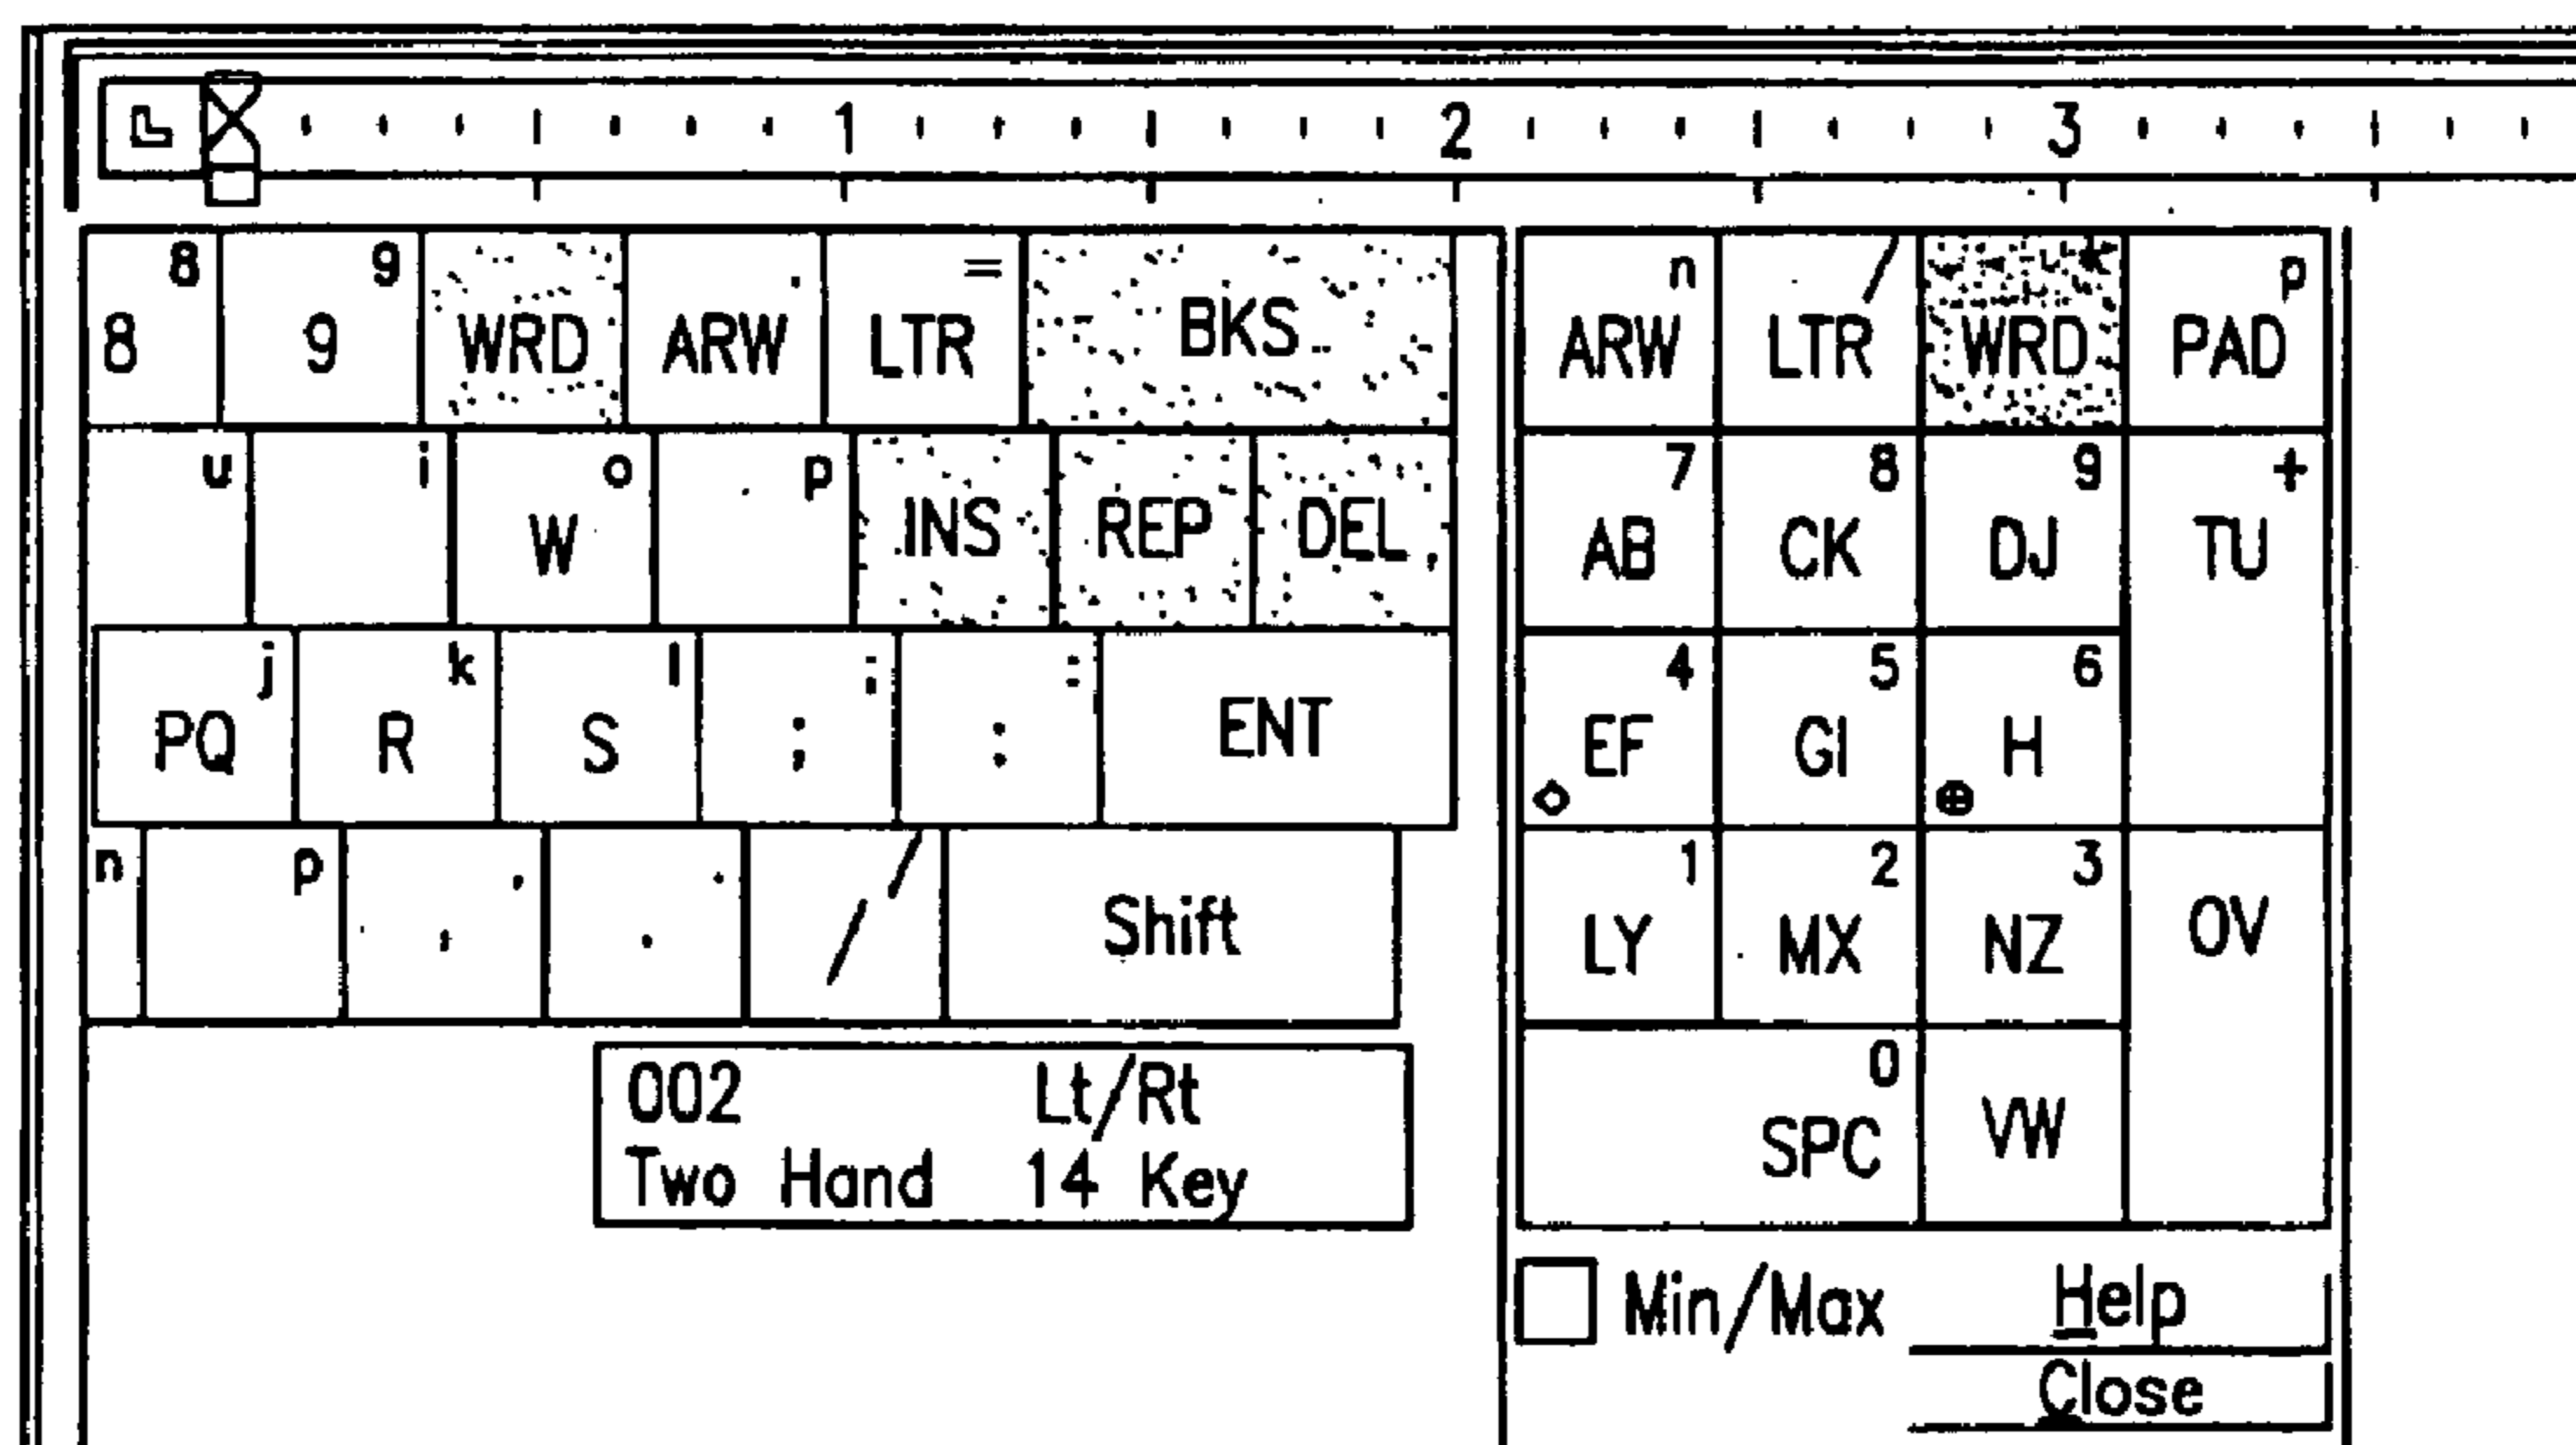 1 2 3
8 9 = n / * p
8 9 WRD ARW LTR BKS ARW LTR WRD PAD
u i o p 7 8 9 +
W INS REP DEL AB CK DJ TU
j k l ; : 4 5 6
PQ R S ; : ENT EF GI H
n p , . / 1 2 3
, . / Shift LY MX NZ OV
002 Lt/Rt 0
Two Hand 14 Key SPC VW
Min/Max Help
Close